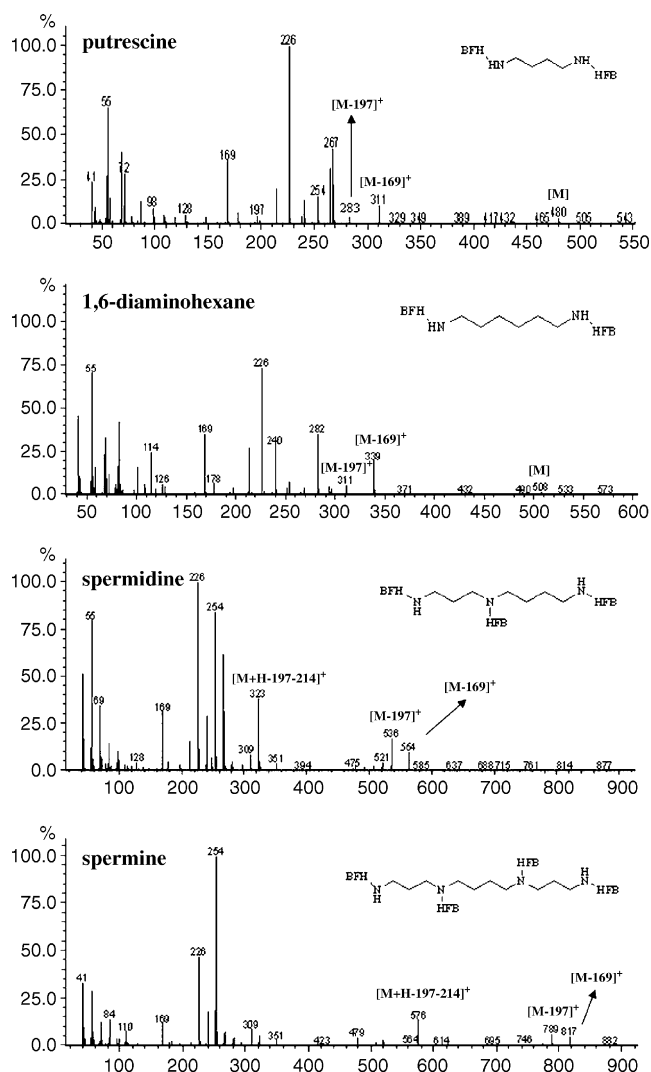 %
putrescine
226
BFH
HN
NH
HFB
100.0
75.0
50.0
25.0
0.0
[M-197]+
55
267
169
[M-169]+
41
72
254
283
311
[M]
98
128
197
329
349
389
417
432
465
480
505
543
50 100 150 200 250 300 350 400 450 500 550
%
1,6-diaminohexane
BFH
HN
NH
HFB
100.0
75.0
50.0
25.0
0.0
226
55
169
282
[M-169]+
114
240
339
[M-197]+
[M]
126
178
311
371
432
490
508
533
573
50 100 150 200 250 300 350 400 450 500 550 600
%
spermidine
226
BFH
N
H
N
HFB
H
N
HFB
100.0
75.0
50.0
25.0
0.0
254
55
[M+H-197-214]+
[M-169]+
323
69
169
[M-197]+
536
309
564
128
351
394
475
521
585
637
688
715
761
814
877
100 200 300 400 500 600 700 800 900
%
spermine
254
BFH
N
H
N
HFB
HFB
N
H
N
HFB
100.0
75.0
50.0
25.0
0.0
226
[M-169]+
41
[M+H-197-214]+
[M-197]+
576
84
110
169
309
351
423
479
564
614
695
746
789
817
882
100 200 300 400 500 600 700 800 900